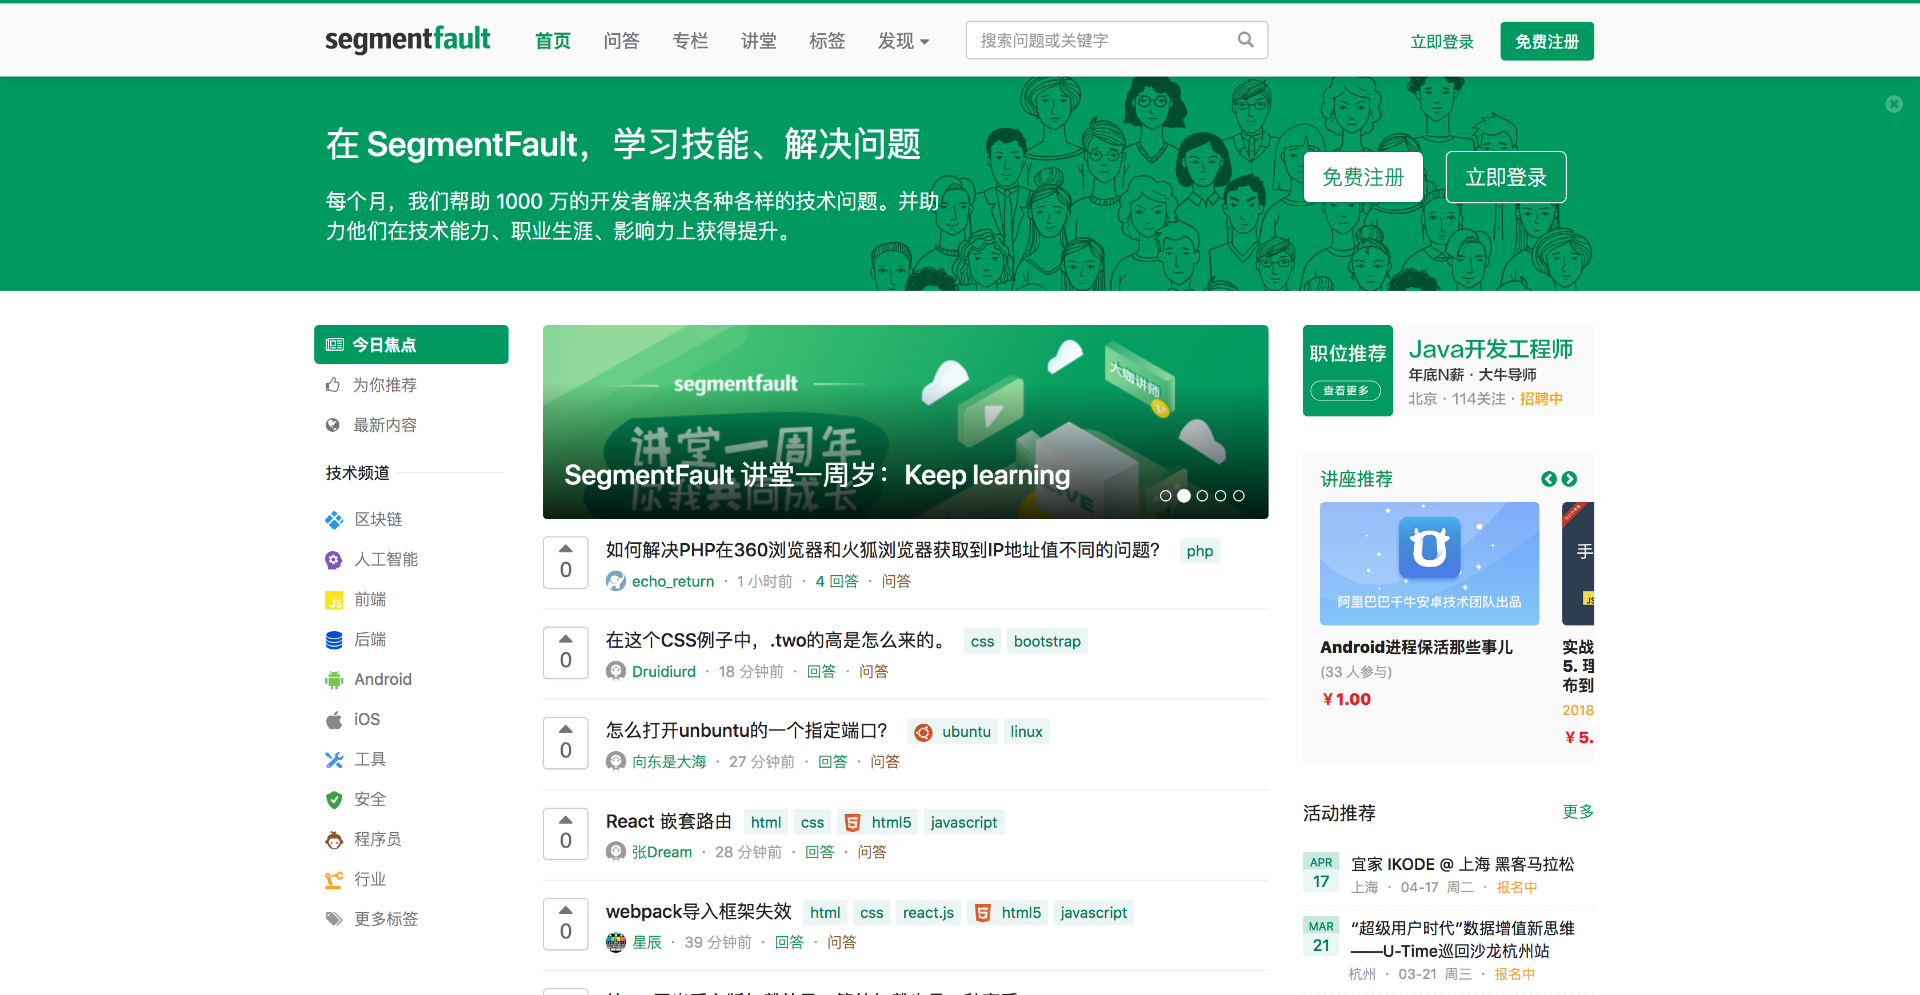 segmentfault 首页 问答 专栏 讲堂 标签 发现 搜索问题或关键字 立即登录 免费注册
在 SegmentFault，学习技能、解决问题
每个月，我们帮助 1000 万的开发者解决各种各样的技术问题。并助
力他们在技术能力、职业生涯、影响力上获得提升。
免费注册 立即登录
今日焦点
为你推荐
最新内容
技术频道
区块链
人工智能
前端
后端
Android
iOS
工具
安全
程序员
行业
更多标签
segmentfault
大咖讲师
讲堂一周年
你我共同成长
LIVE
SegmentFault 讲堂一周岁：Keep learning
0
如何解决PHP在360浏览器和火狐浏览器获取到IP地址值不同的问题？ php
echo_return · 1 小时前 · 4 回答 · 问答
0
在这个CSS例子中，.two的高是怎么来的。 css bootstrap
Druidiurd · 18 分钟前 · 回答 · 问答
0
怎么打开unbuntu的一个指定端口？ ubuntu linux
向东是大海 · 27 分钟前 · 回答 · 问答
0
React 嵌套路由 html css html5 javascript
张Dream · 28 分钟前 · 回答 · 问答
0
webpack导入框架失效 html css react.js html5 javascript
星辰 · 39 分钟前 · 回答 · 问答
职位推荐
查看更多
Java开发工程师
年底N薪 · 大牛导师
北京 · 114关注 · 招聘中
讲座推荐
阿里巴巴千牛安卓技术团队出品
Android进程保活那些事儿
(33 人参与)
￥1.00
手
JS
实战
5. 理
布到
2018
￥5.
活动推荐 更多
APR
17
宜家 IKODE @ 上海 黑客马拉松
上海 · 04-17 周二 · 报名中
MAR
21
“超级用户时代”数据增值新思维
——U-Time巡回沙龙杭州站
杭州 · 03-21 周三 · 报名中